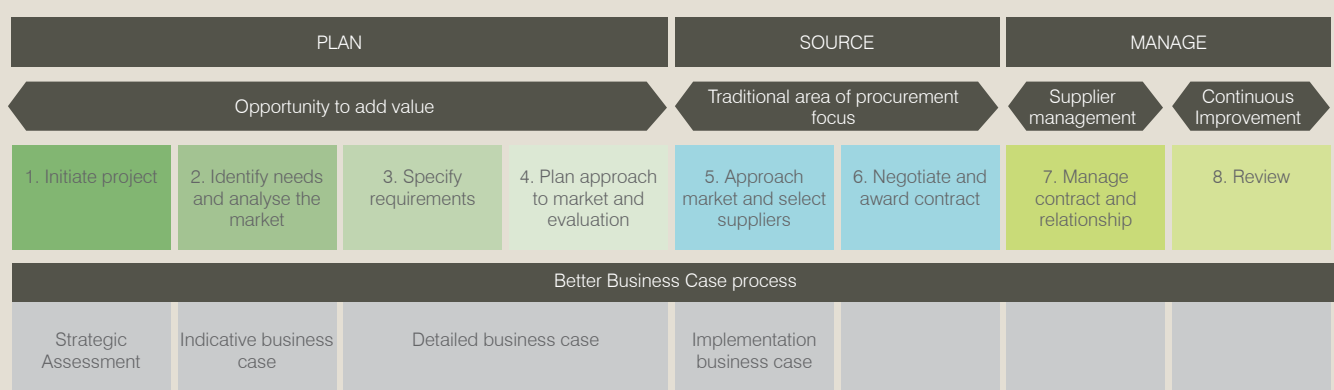 PLAN
SOURCE
MANAGE
Opportunity to add value
Traditional area of procurement
focus
Supplier
management
Continuous
Improvement
1. Initiate project
2. Identify needs
and analyse the
market
3. Specify
requirements
4. Plan approach
to market and
evaluation
5. Approach
market and select
suppliers
6. Negotiate and
award contract
7. Manage
contract and
relationship
8. Review
Better Business Case process
Strategic
Assessment
Indicative business
case
Detailed business case
Implementation
business case